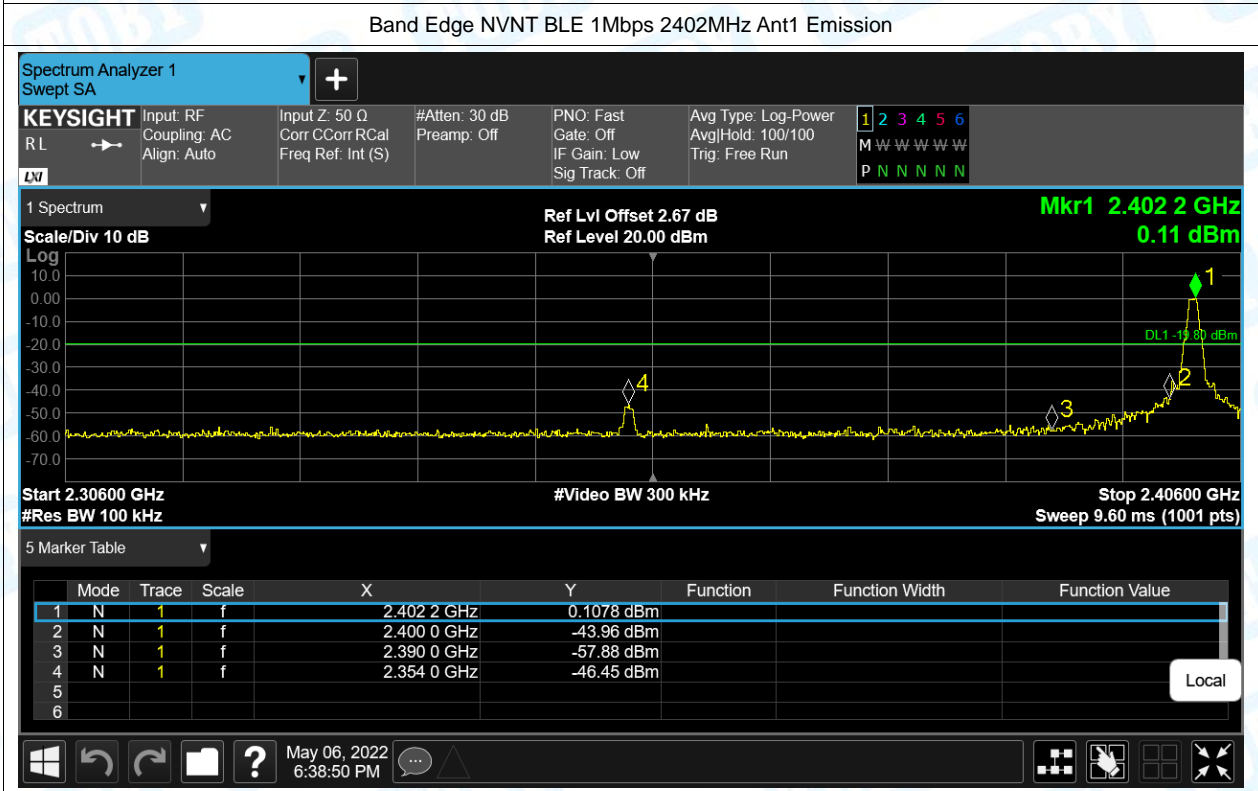 Band Edge NVNT BLE 1Mbps 2402MHz Ant1 Emission
Spectrum Analyzer 1
Swept SA
+
KEYSIGHT
R L
LXI
Input: RF
Coupling: AC
Align: Auto
Input Z: 50 Ω
Corr CCorr RCal
Freq Ref: Int (S)
#Atten: 30 dB
Preamp: Off
PNO: Fast
Gate: Off
IF Gain: Low
Sig Track: Off
Avg Type: Log-Power
Avg|Hold: 100/100
Trig: Free Run
1 2 3 4 5 6
M W W W W W
P N N N N N
1 Spectrum
Scale/Div 10 dB
Ref Lvl Offset 2.67 dB
Ref Level 20.00 dBm
Mkr1 2.402 2 GHz
0.11 dBm
Log
10.0
0.00
-10.0
-20.0
-30.0
-40.0
-50.0
-60.0
-70.0
1
DL1 -19.80 dBm
2
4
3
Start 2.30600 GHz
#Video BW 300 kHz
Stop 2.40600 GHz
#Res BW 100 kHz
Sweep 9.60 ms (1001 pts)
5 Marker Table
Mode Trace Scale X Y Function Function Width Function Value
1 N 1 f 2.402 2 GHz 0.1078 dBm
2 N 1 f 2.400 0 GHz -43.96 dBm
3 N 1 f 2.390 0 GHz -57.88 dBm
4 N 1 f 2.354 0 GHz -46.45 dBm
5
6
Local
?
May 06, 2022
6:38:50 PM